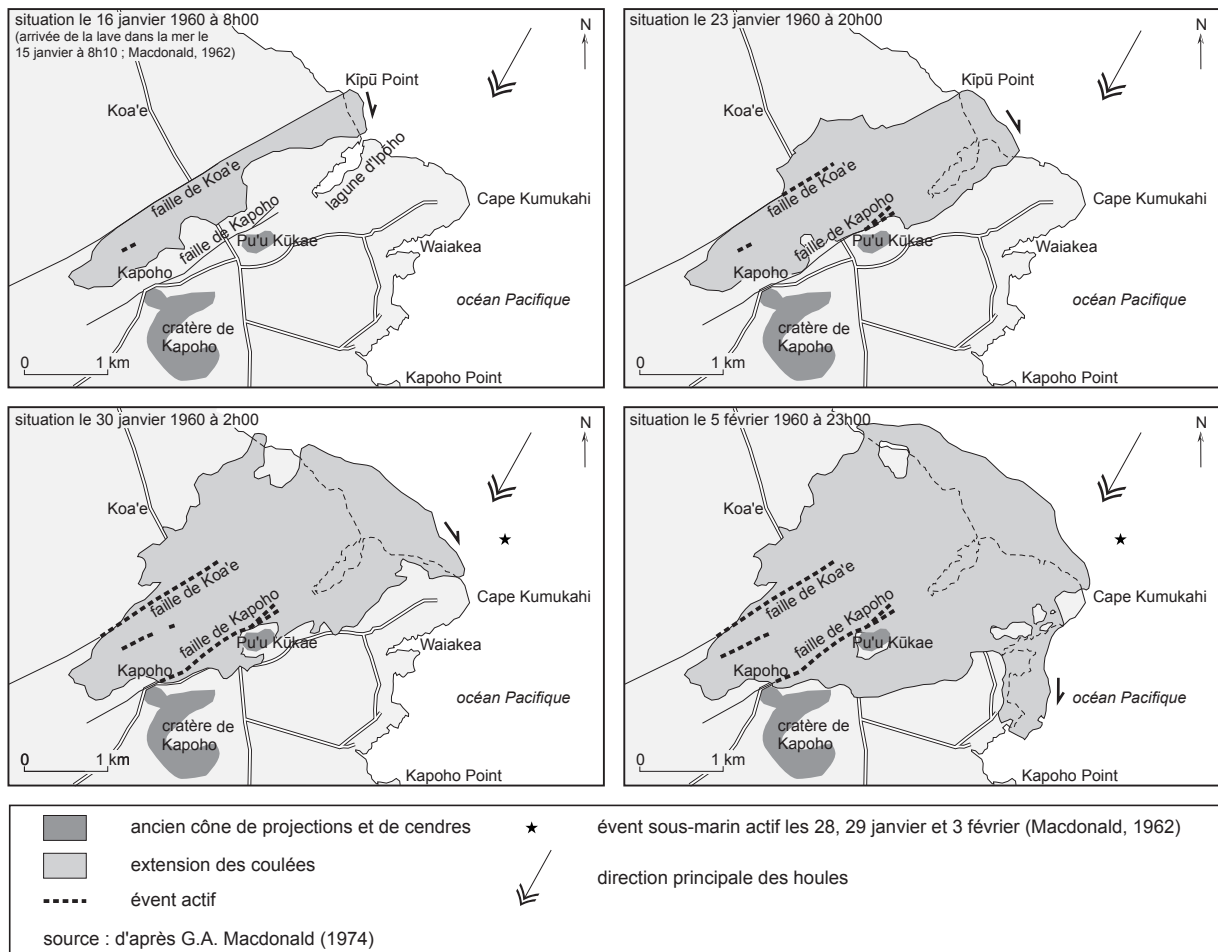 situation le 16 janvier 1960 à 8h00
(arrivée de la lave dans la mer le
15 janvier à 8h10 ; Macdonald, 1962)
N
Kīpū Point
Koa'e
faille de Koa'e
lagune d'Ipōho
Cape Kumukahi
faille de Kapoho
Pu'u Kūkae
Waiakea
Kapoho
océan Pacifique
cratère de
Kapoho
0
1 km
Kapoho Point
situation le 23 janvier 1960 à 20h00
N
Kīpū Point
Koa'e
faille de Koa'e
Cape Kumukahi
faille de Kapoho
Pu'u Kūkae
Waiakea
Kapoho
océan Pacifique
cratère de
Kapoho
0
1 km
Kapoho Point
situation le 30 janvier 1960 à 2h00
N
Koa'e
faille de Koa'e
Cape Kumukahi
faille de Kapoho
Pu'u Kūkae
Waiakea
Kapoho
océan Pacifique
cratère de
Kapoho
0
1 km
Kapoho Point
situation le 5 février 1960 à 23h00
N
Koa'e
faille de Koa'e
Cape Kumukahi
faille de Kapoho
Pu'u Kūkae
Kapoho
océan Pacifique
cratère de
Kapoho
0
1 km
Kapoho Point
ancien cône de projections et de cendres
évent sous-marin actif les 28, 29 janvier et 3 février (Macdonald, 1962)
extension des coulées
direction principale des houles
évent actif
source : d'après G.A. Macdonald (1974)